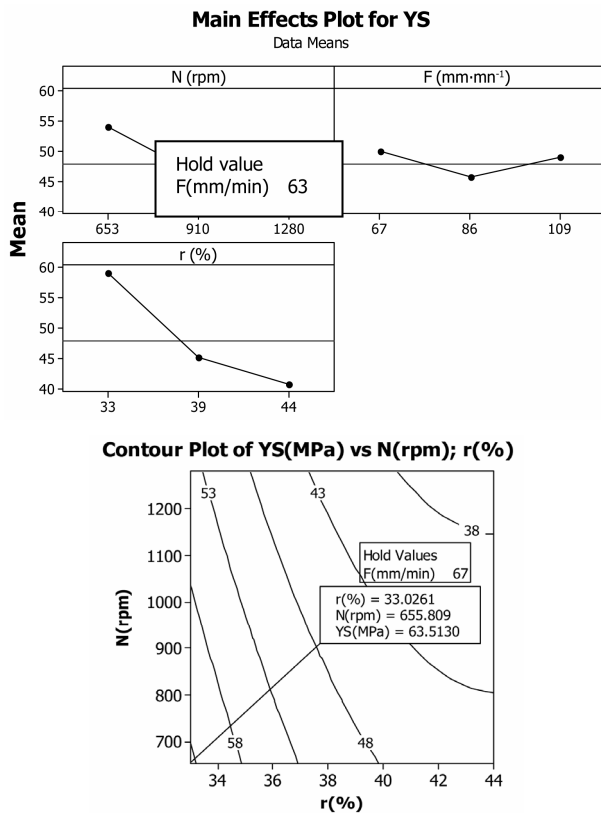 Main Effects Plot for YS
Data Means
N (rpm) F (mm·mn⁻¹)
60
55
50
45
40
Mean
Hold value
F(mm/min) 63
653 910 1280 67 86 109
r (%)
60
55
50
45
40
33 39 44
Contour Plot of YS(MPa) vs N(rpm); r(%)
1200
1100
1000
900
800
700
N(rpm)
53
43
38
58
48
Hold Values
F(mm/min) 67
r(%) = 33.0261
N(rpm) = 655.809
YS(MPa) = 63.5130
34 36 38 40 42 44
r(%)